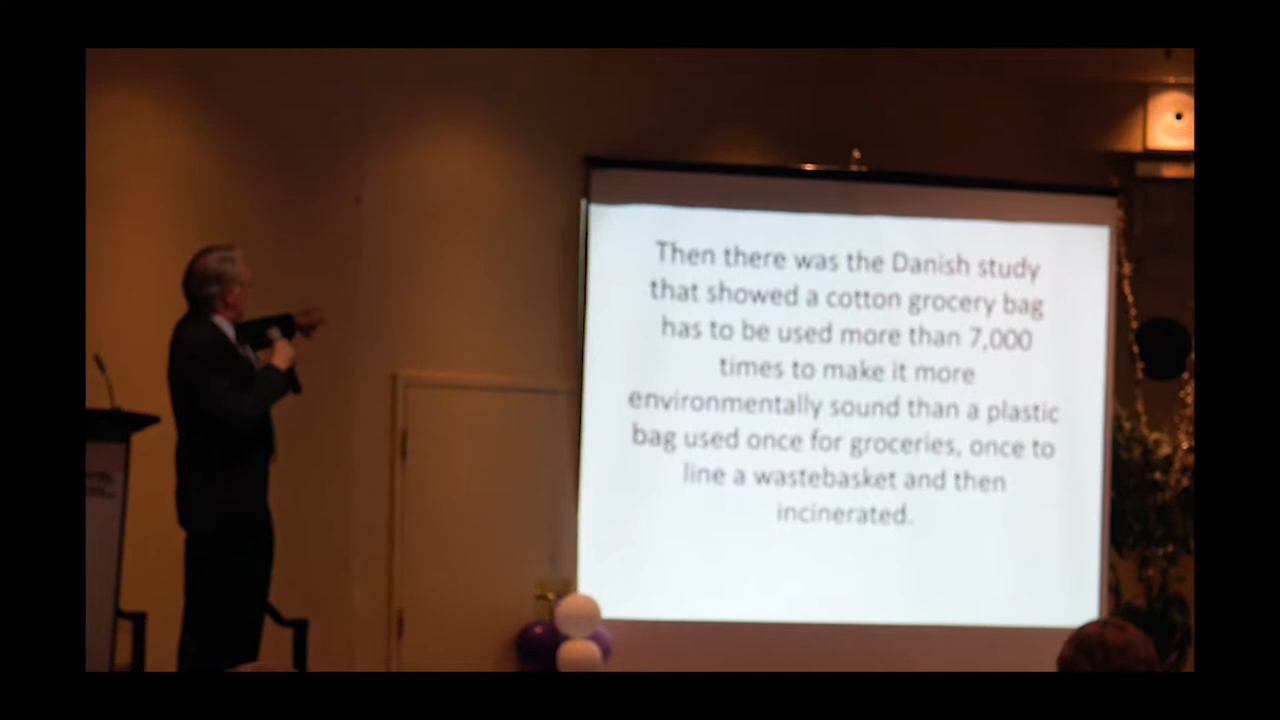 Then there was the Danish study
that showed a cotton grocery bag
has to be used more than 7,000
times to make it more
environmentally sound than a plastic
bag used once for groceries, once to
line a wastebasket and then
incinerated.